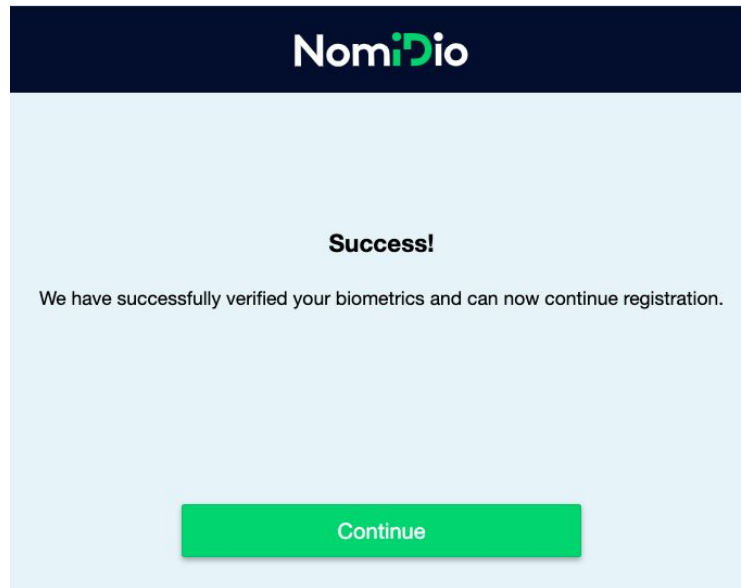 NomiDio
Success!
We have successfully verified your biometrics and can now continue registration.
Continue